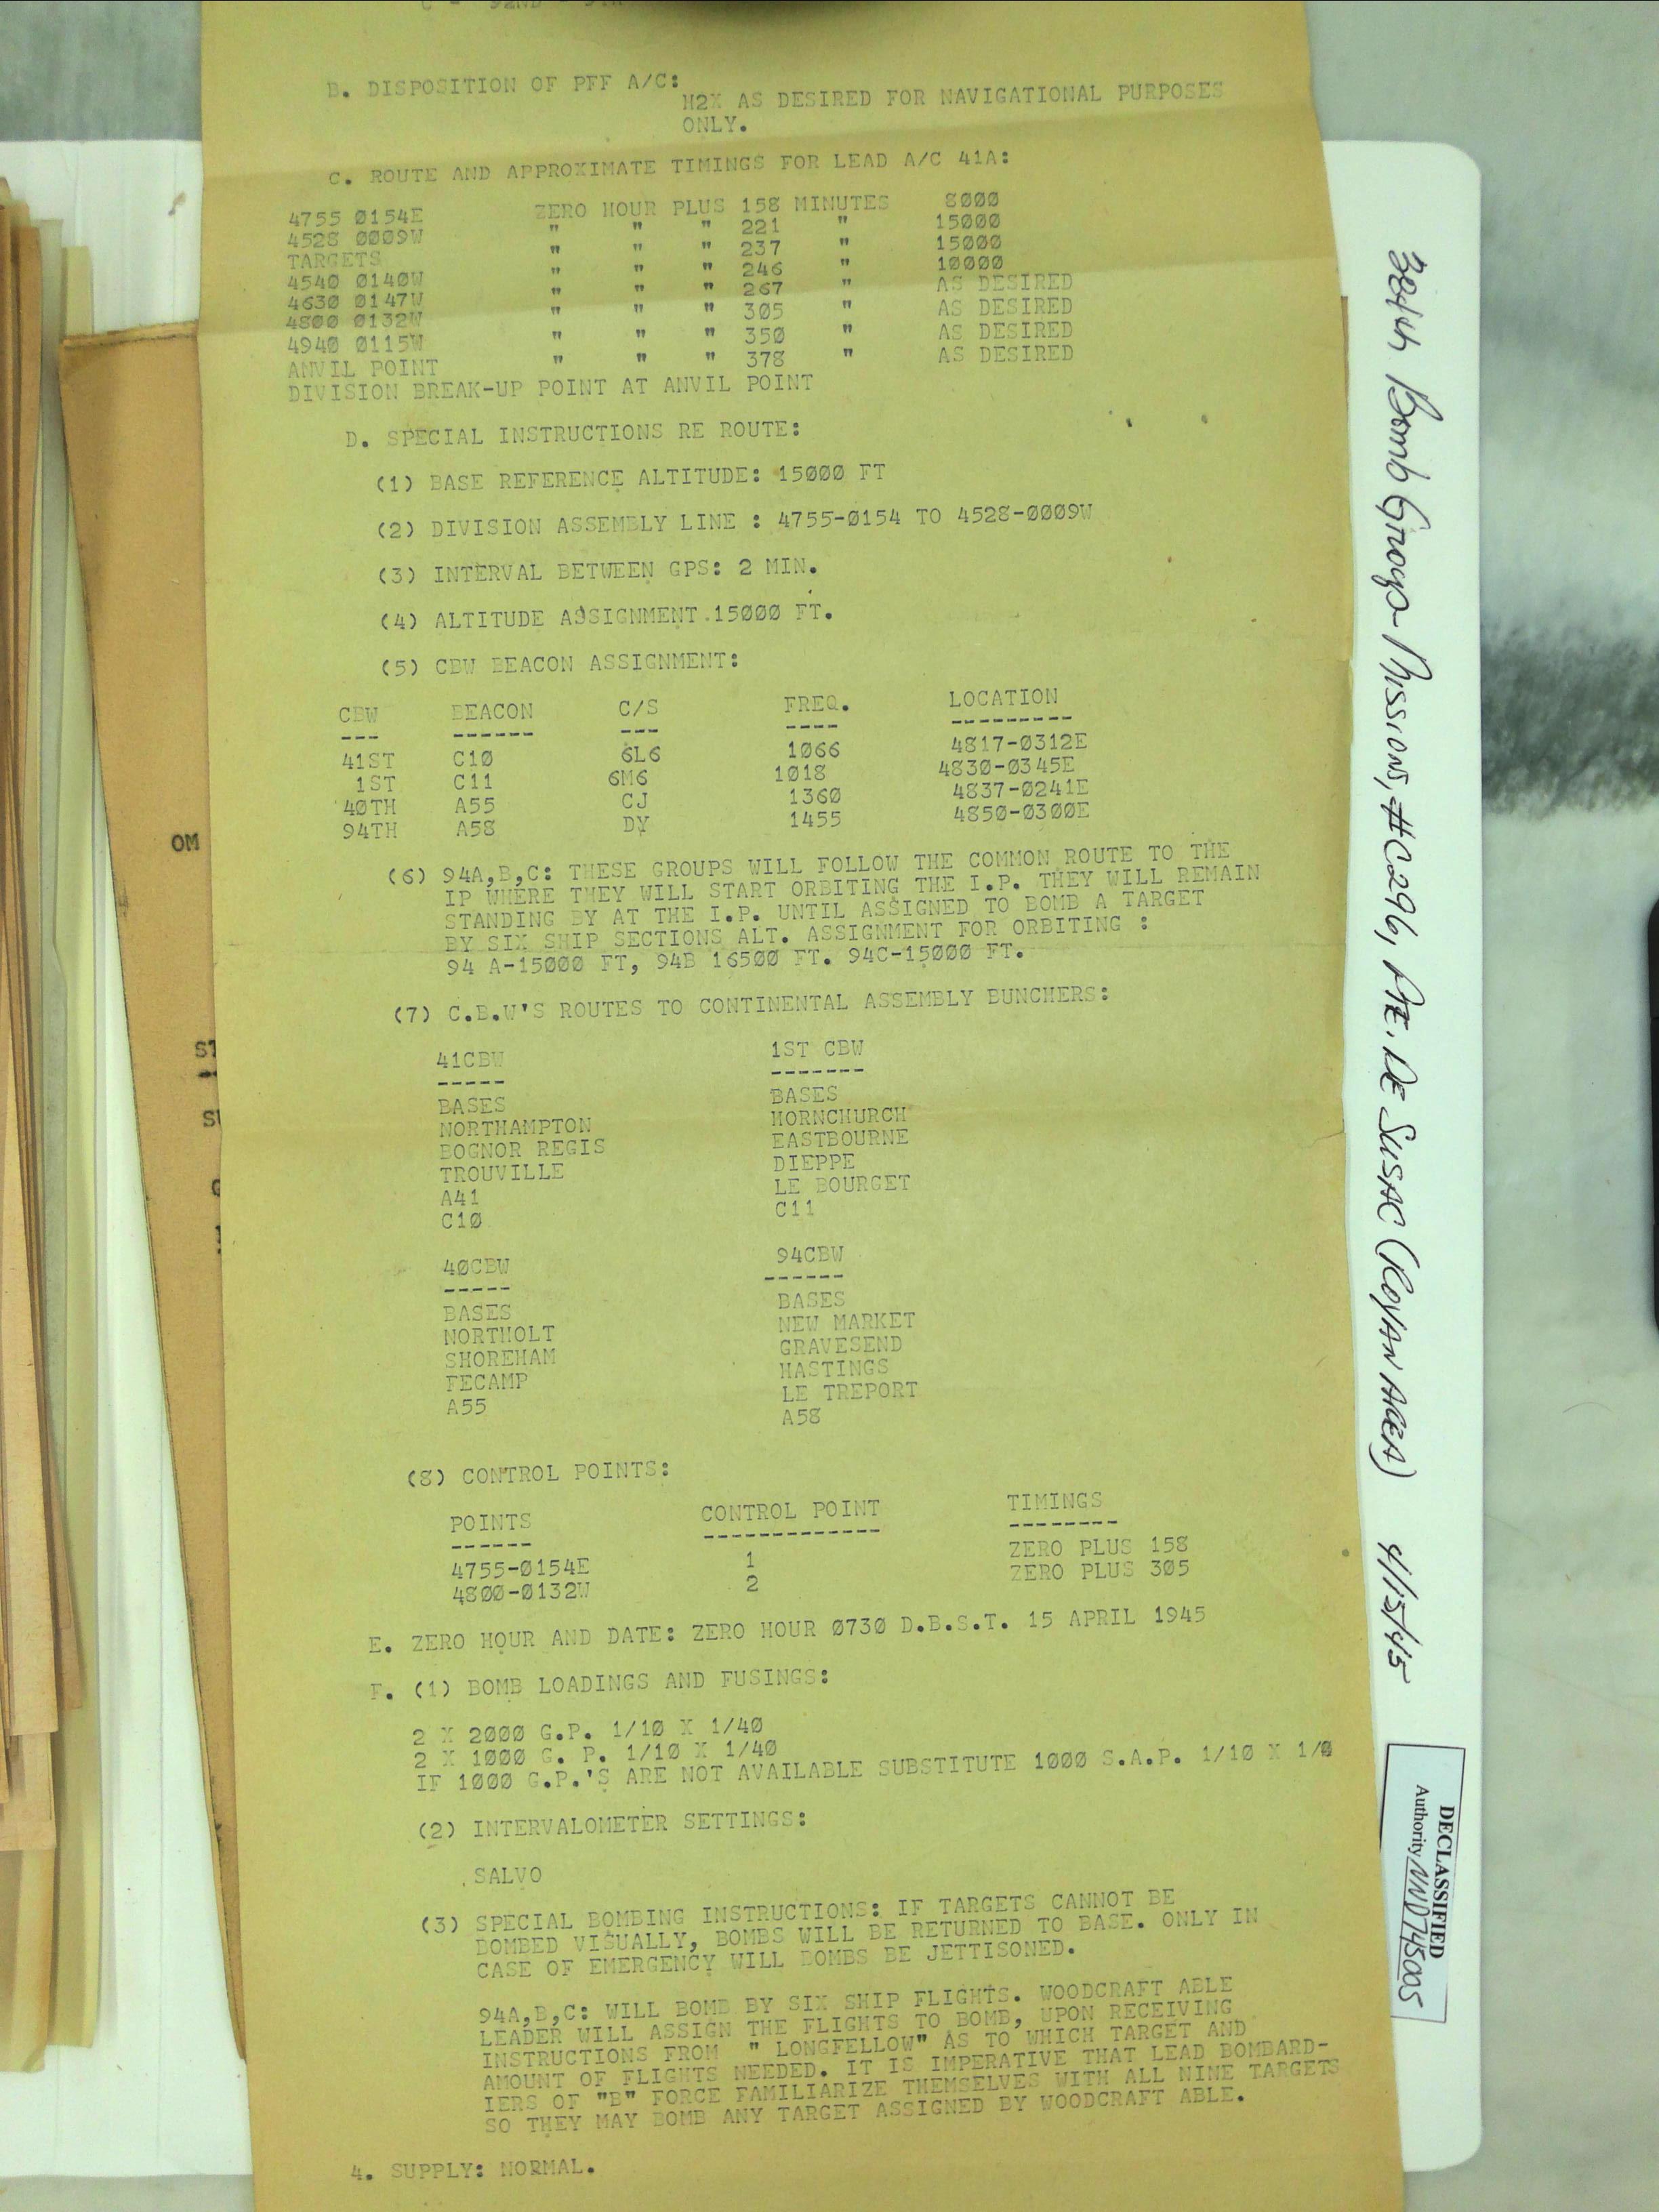 C - 92ND -
B. DISPOSITION OF PFF A/C:
H2X AS DESIRED FOR NAVIGATIONAL PURPOSES
ONLY.
C. ROUTE AND APPROXIMATE TIMINGS FOR LEAD A/C 41A:
4755 0154E ZERO HOUR PLUS 158 MINUTES 8000
4528 0009W " " " 221 " 15000
TARGETS " " " 237 " 15000
4540 0140W " " " 246 " 10000
4630 0147W " " " 267 " AS DESIRED
4800 0132W " " " 305 " AS DESIRED
4940 0115W " " " 350 " AS DESIRED
ANVIL POINT " " " 378 " AS DESIRED
DIVISION BREAK-UP POINT AT ANVIL POINT
D. SPECIAL INSTRUCTIONS RE ROUTE:
(1) BASE REFERENCE ALTITUDE: 15000 FT
(2) DIVISION ASSEMBLY LINE : 4755-0154 TO 4528-0009W
(3) INTERVAL BETWEEN GPS: 2 MIN.
(4) ALTITUDE ASSIGNMENT.15000 FT.
(5) CBW BEACON ASSIGNMENT:
CBW BEACON C/S FREQ. LOCATION
--- ------ --- ---- ---------
41ST C10 6L6 1066 4817-0312E
1ST C11 6M6 1018 4830-0345E
40TH A55 CJ 1360 4837-0241E
94TH A58 DY 1455 4850-0300E
(6) 94A,B,C: THESE GROUPS WILL FOLLOW THE COMMON ROUTE TO THE
IP WHERE THEY WILL START ORBITING THE I.P. THEY WILL REMAIN
STANDING BY AT THE I.P. UNTIL ASSIGNED TO BOMB A TARGET
BY SIX SHIP SECTIONS ALT. ASSIGNMENT FOR ORBITING :
94 A-15000 FT, 94B 16500 FT. 94C-15000 FT.
(7) C.B.W'S ROUTES TO CONTINENTAL ASSEMBLY BUNCHERS:
41CBW 1ST CBW
----- -------
BASES BASES
NORTHAMPTON HORNCHURCH
BOGNOR REGIS EASTBOURNE
TROUVILLE DIEPPE
A41 LE BOURGET
C10 C11
40CBW 94CBW
----- ------
BASES BASES
NORTHOLT NEW MARKET
SHOREHAM GRAVESEND
FECAMP HASTINGS
A55 LE TREPORT
A58
(8) CONTROL POINTS:
POINTS CONTROL POINT TIMINGS
------ ------------- --------
4755-0154E 1 ZERO PLUS 158
4800-0132W 2 ZERO PLUS 305
E. ZERO HOUR AND DATE: ZERO HOUR 0730 D.B.S.T. 15 APRIL 1945
F. (1) BOMB LOADINGS AND FUSINGS:
2 X 2000 G.P. 1/10 X 1/40
2 X 1000 G. P. 1/10 X 1/40
IF 1000 G.P.'S ARE NOT AVAILABLE SUBSTITUTE 1000 S.A.P. 1/10 X 1/0
(2) INTERVALOMETER SETTINGS:
SALVO
(3) SPECIAL BOMBING INSTRUCTIONS: IF TARGETS CANNOT BE
BOMBED VISUALLY, BOMBS WILL BE RETURNED TO BASE. ONLY IN
CASE OF EMERGENCY WILL BOMBS BE JETTISONED.
94A,B,C: WILL BOMB BY SIX SHIP FLIGHTS. WOODCRAFT ABLE
LEADER WILL ASSIGN THE FLIGHTS TO BOMB, UPON RECEIVING
INSTRUCTIONS FROM " LONGFELLOW" AS TO WHICH TARGET AND
AMOUNT OF FLIGHTS NEEDED. IT IS IMPERATIVE THAT LEAD BOMBARD-
IERS OF "B" FORCE FAMILIARIZE THEMSELVES WITH ALL NINE TARGETS
SO THEY MAY BOMB ANY TARGET ASSIGNED BY WOODCRAFT ABLE.
4. SUPPLY: NORMAL.
OM
ST
384th Bomb Group Missions, #C296, Pte. De Susac (Royan Area) 4/15/45
DECLASSIFIED
Authority NND745005